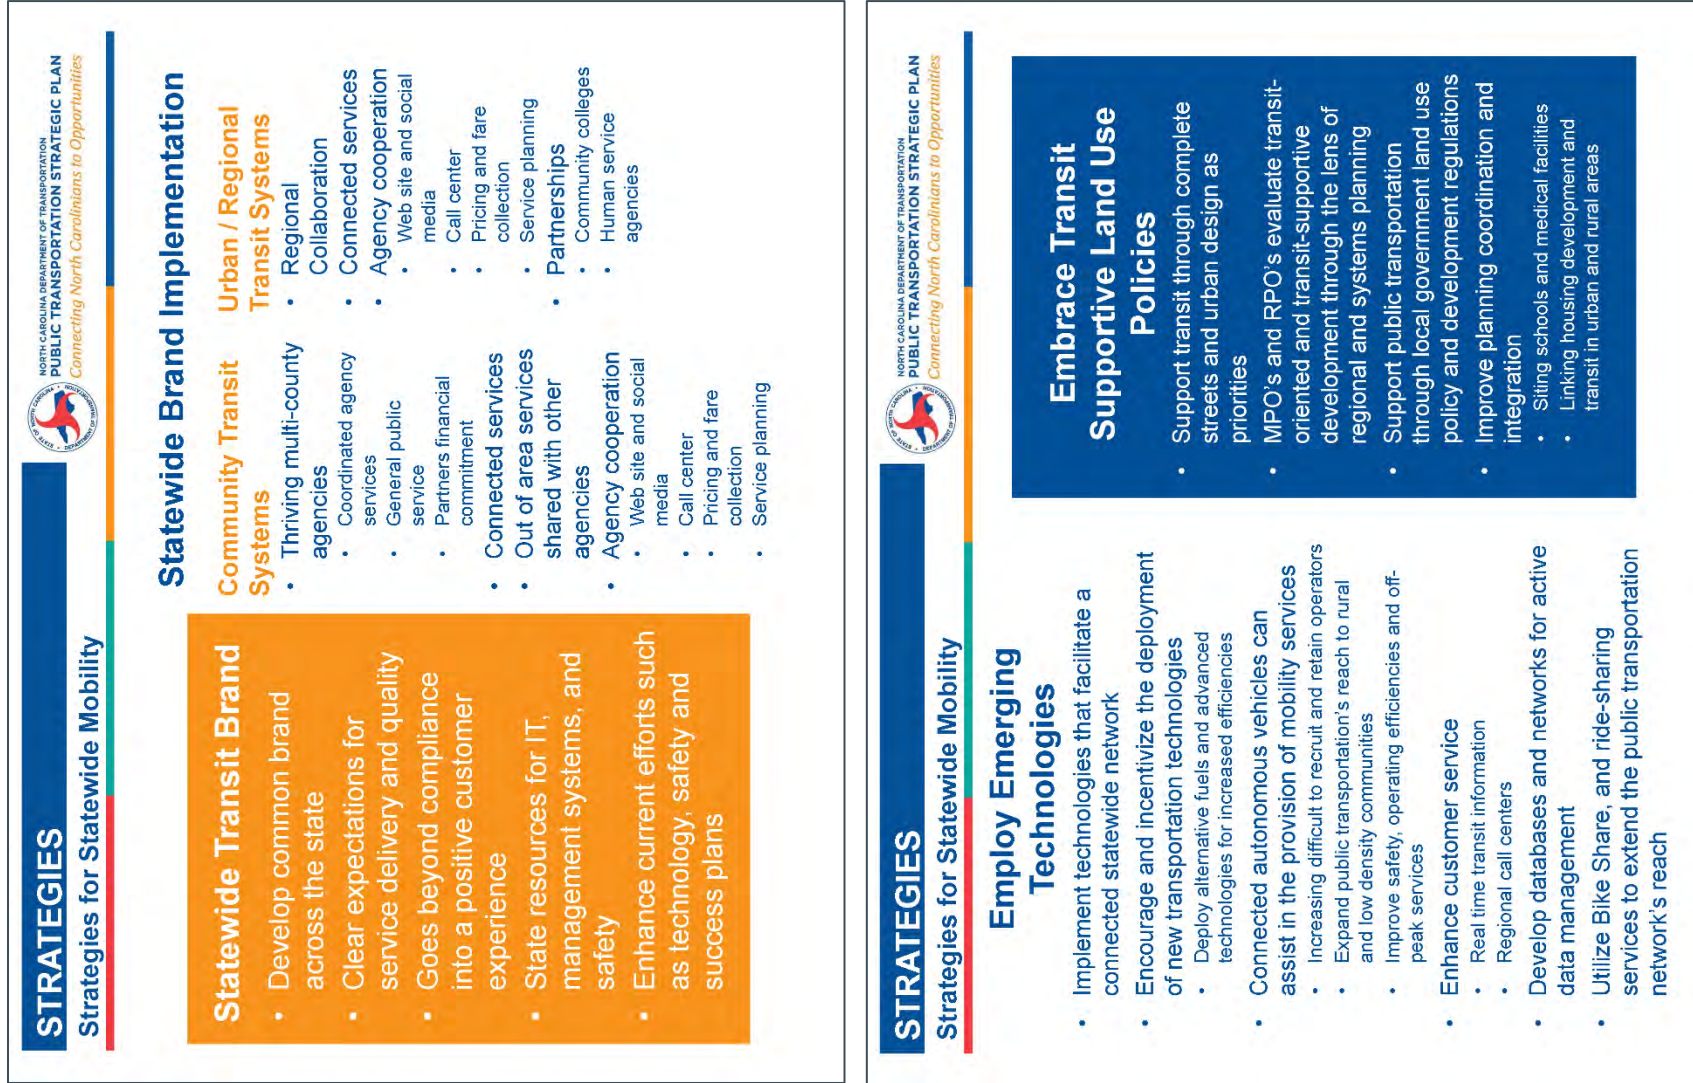 STRATEGIES
Strategies for Statewide Mobility
NORTH CAROLINA DEPARTMENT OF TRANSPORTATION
PUBLIC TRANSPORTATION STRATEGIC PLAN
Connecting North Carolinians to Opportunities
Statewide Transit Brand
• Develop common brand
across the state
• Clear expectations for
service delivery and quality
• Goes beyond compliance
into a positive customer
experience
• State resources for IT,
management systems, and
safety
• Enhance current efforts such
as technology, safety and
success plans
Statewide Brand Implementation
Community Transit
Systems
• Thriving multi-county
agencies
• Coordinated agency
services
• General public
service
• Partners financial
commitment
• Connected services
• Out of area services
shared with other
agencies
• Agency cooperation
• Web site and social
media
• Call center
• Pricing and fare
collection
• Service planning
Urban / Regional
Transit Systems
• Regional
Collaboration
• Connected services
• Agency cooperation
• Web site and social
media
• Call center
• Pricing and fare
collection
• Service planning
• Partnerships
• Community colleges
• Human service
agencies
STRATEGIES
Strategies for Statewide Mobility
NORTH CAROLINA DEPARTMENT OF TRANSPORTATION
PUBLIC TRANSPORTATION STRATEGIC PLAN
Connecting North Carolinians to Opportunities
Employ Emerging
Technologies
• Implement technologies that facilitate a
connected statewide network
• Encourage and incentivize the deployment
of new transportation technologies
• Deploy alternative fuels and advanced
technologies for increased efficiencies
• Connected autonomous vehicles can
assist in the provision of mobility services
• Increasing difficult to recruit and retain operators
• Expand public transportation's reach to rural
and low density communities
• Improve safety, operating efficiencies and off-
peak services
• Enhance customer service
• Real time transit information
• Regional call centers
• Develop databases and networks for active
data management
• Utilize Bike Share, and ride-sharing
services to extend the public transportation
network's reach
Embrace Transit
Supportive Land Use
Policies
• Support transit through complete
streets and urban design as
priorities
• MPO's and RPO's evaluate transit-
oriented and transit-supportive
development through the lens of
regional and systems planning
• Support public transportation
through local government land use
policy and development regulations
• Improve planning coordination and
integration
• Siting schools and medical facilities
• Linking housing development and
transit in urban and rural areas